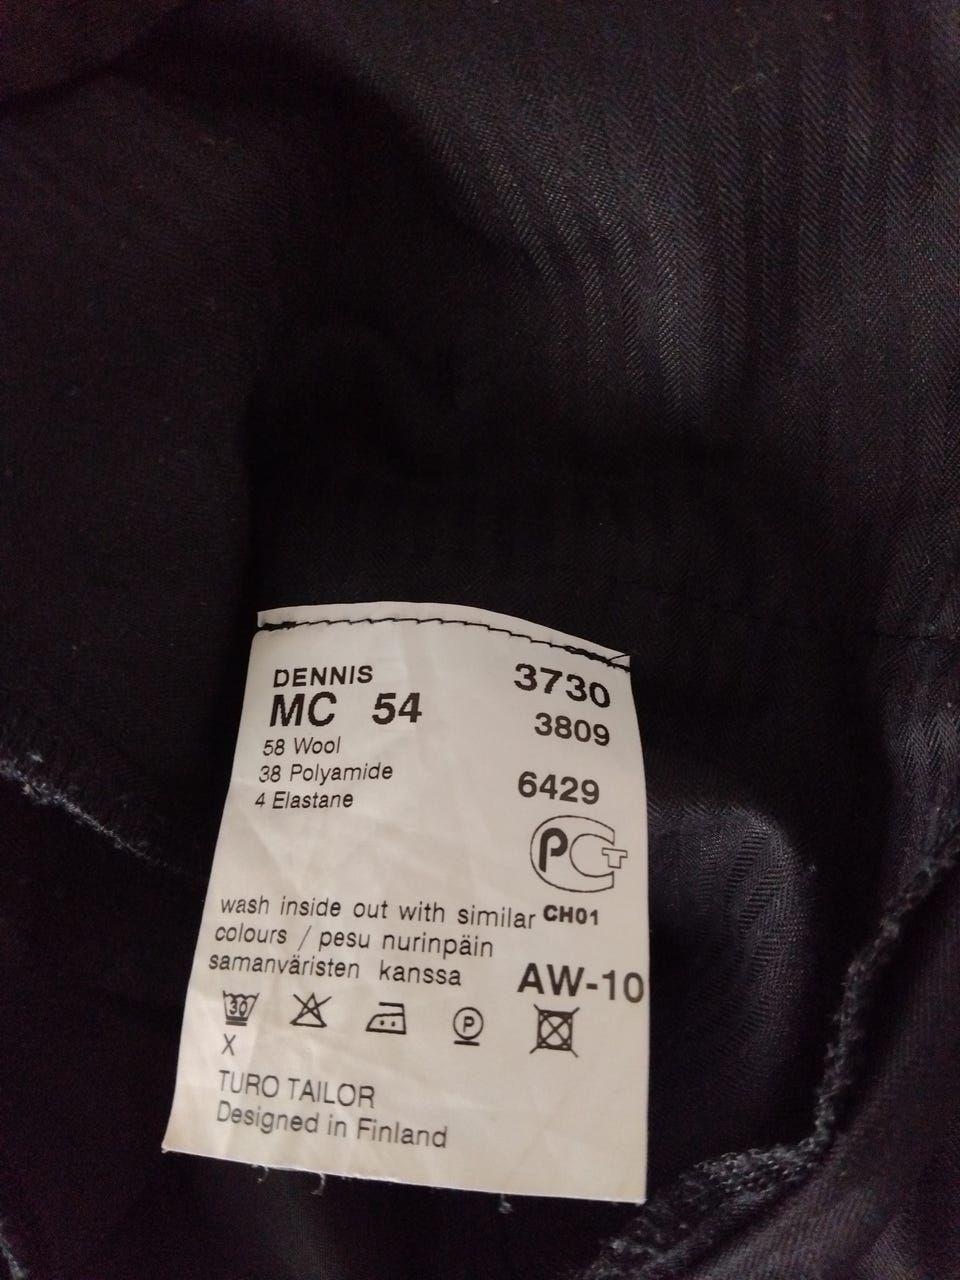 DENNIS 3730
MC 54 3809
58 Wool
38 Polyamide 6429
4 Elastane
PCT
wash inside out with similar CH01
colours / pesu nurinpäin
samanväristen kanssa AW-10
30 P
X
TURO TAILOR
Designed in Finland